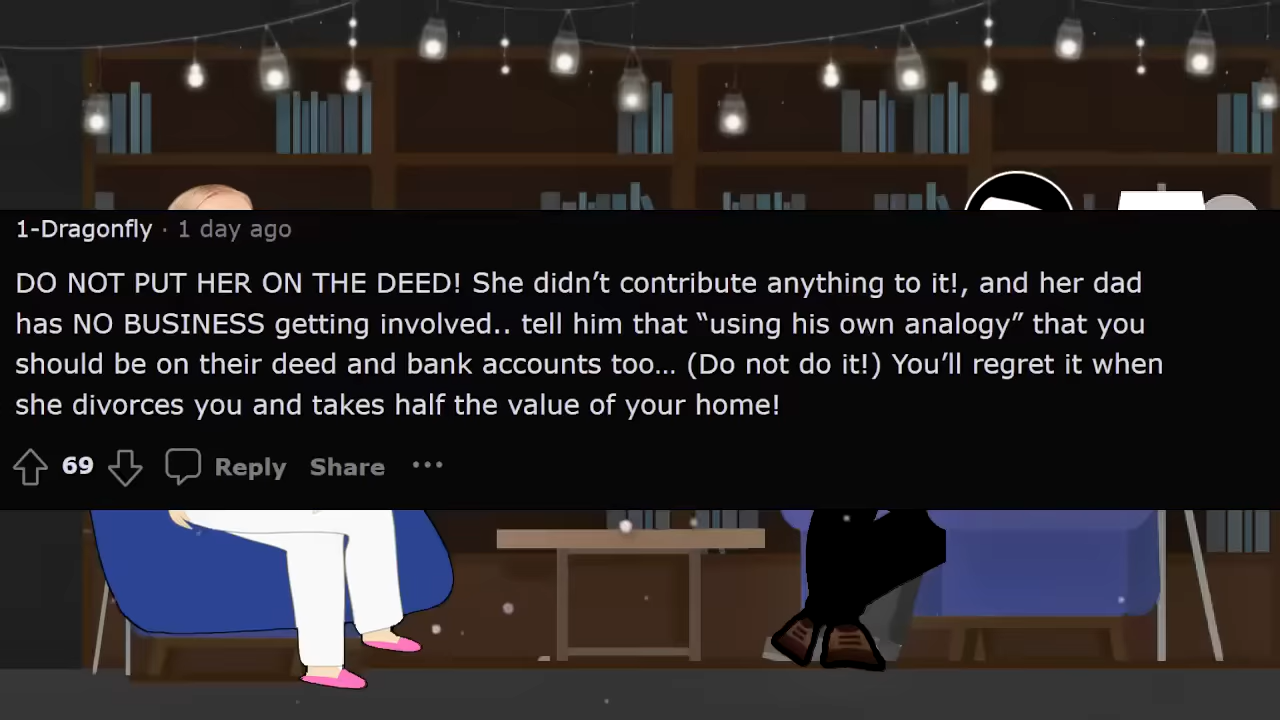 1-Dragonfly · 1 day ago
DO NOT PUT HER ON THE DEED! She didn’t contribute anything to it!, and her dad
has NO BUSINESS getting involved.. tell him that “using his own analogy” that you
should be on their deed and bank accounts too… (Do not do it!) You’ll regret it when
she divorces you and takes half the value of your home!
69 Reply Share ···